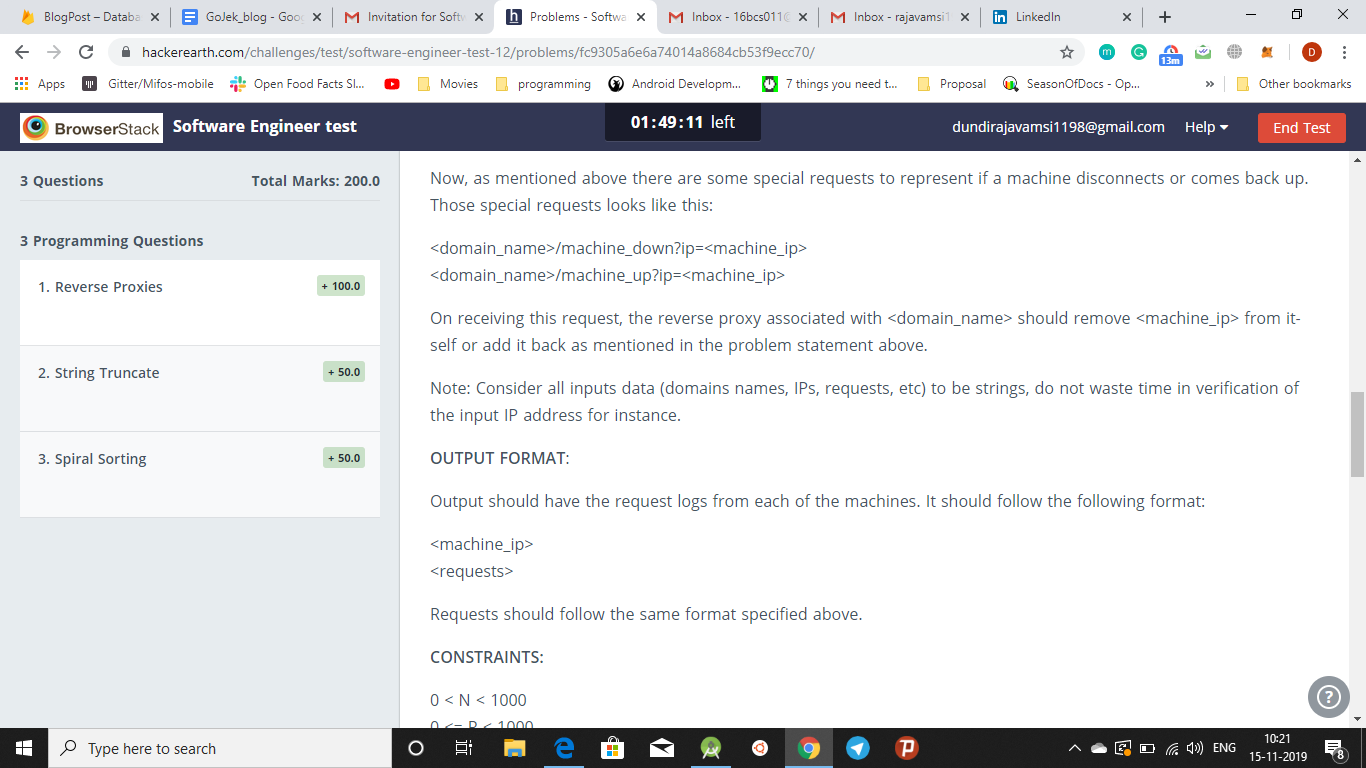 BlogPost – Databa
GoJek_blog - Goo
Invitation for Softw
Problems - Softwa
Inbox - 16bcs011@
Inbox - rajavamsi1
LinkedIn
hackerearth.com/challenges/test/software-engineer-test-12/problems/fc9305a6e6a74014a8684cb53f9ecc70/
13m
D
Apps
Gitter/Mifos-mobile
Open Food Facts Sl...
Movies
programming
Android Developm...
7 things you need t...
Proposal
SeasonOfDocs - Op...
»
Other bookmarks
BrowserStack
Software Engineer test
01:49:11 left
dundirajavamsi1198@gmail.com
Help
End Test
3 Questions
Total Marks: 200.0
3 Programming Questions
1. Reverse Proxies
+ 100.0
2. String Truncate
+ 50.0
3. Spiral Sorting
+ 50.0
Now, as mentioned above there are some special requests to represent if a machine disconnects or comes back up.
Those special requests looks like this:
<domain_name>/machine_down?ip=<machine_ip>
<domain_name>/machine_up?ip=<machine_ip>
On receiving this request, the reverse proxy associated with <domain_name> should remove <machine_ip> from it-
self or add it back as mentioned in the problem statement above.
Note: Consider all inputs data (domains names, IPs, requests, etc) to be strings, do not waste time in verification of
the input IP address for instance.
OUTPUT FORMAT:
Output should have the request logs from each of the machines. It should follow the following format:
<machine_ip>
<requests>
Requests should follow the same format specified above.
CONSTRAINTS:
0 < N < 1000
0 <= R < 1000
?
Type here to search
ENG
10:21
15-11-2019
8